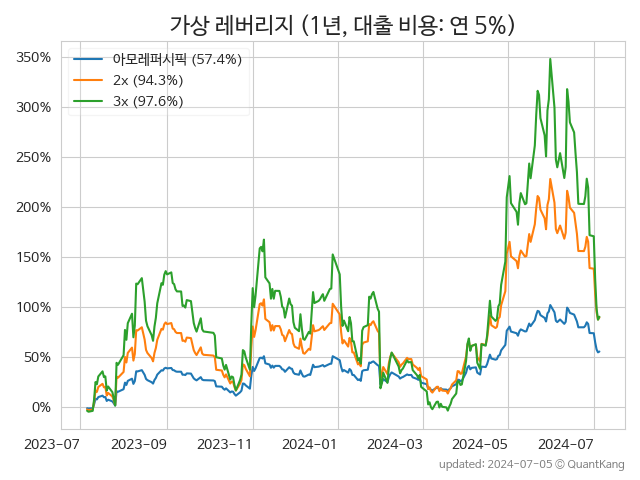 가상 레버리지 (1년, 대출 비용: 연 5%)
아모레퍼시픽 (57.4%)
2x (94.3%)
3x (97.6%)
350%
300%
250%
200%
150%
100%
50%
0%
2023-07 2023-09 2023-11 2024-01 2024-03 2024-05 2024-07
updated: 2024-07-05 © QuantKang